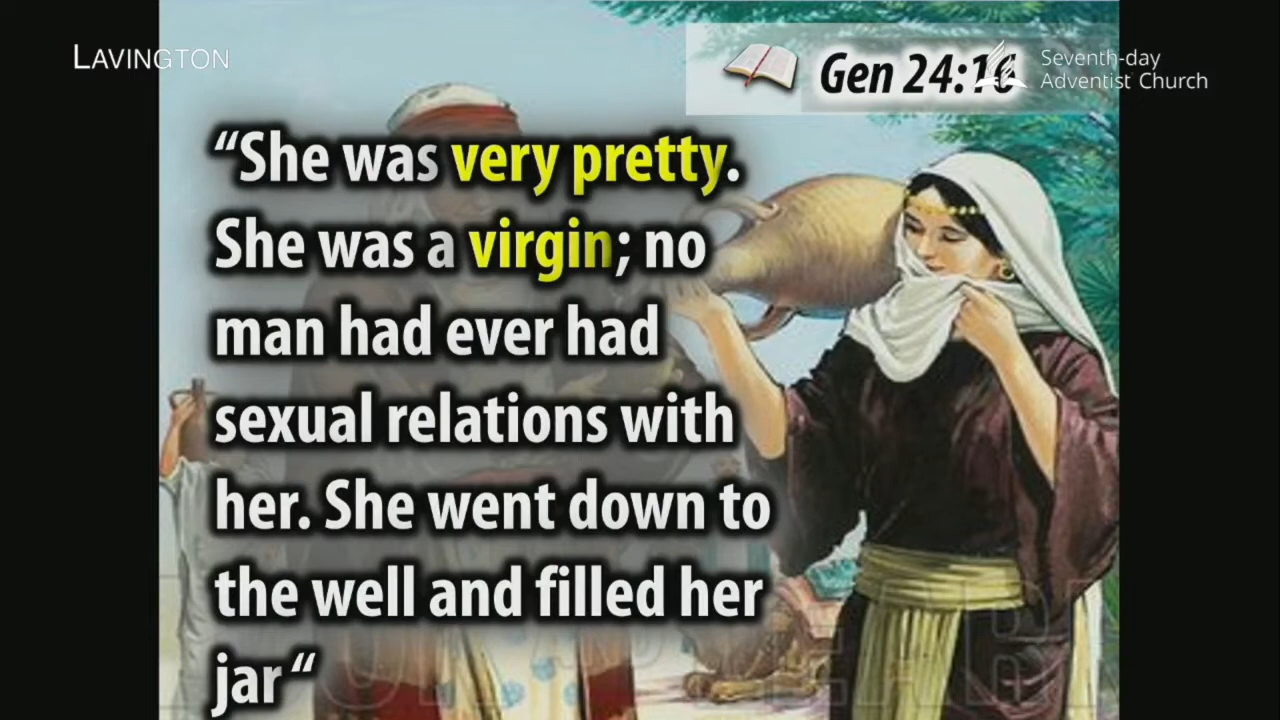 LAVINGTON
Gen 24:16
Seventh-day
Adventist Church
“She was very pretty.
She was a virgin; no
man had ever had
sexual relations with
her. She went down to
the well and filled her
jar “